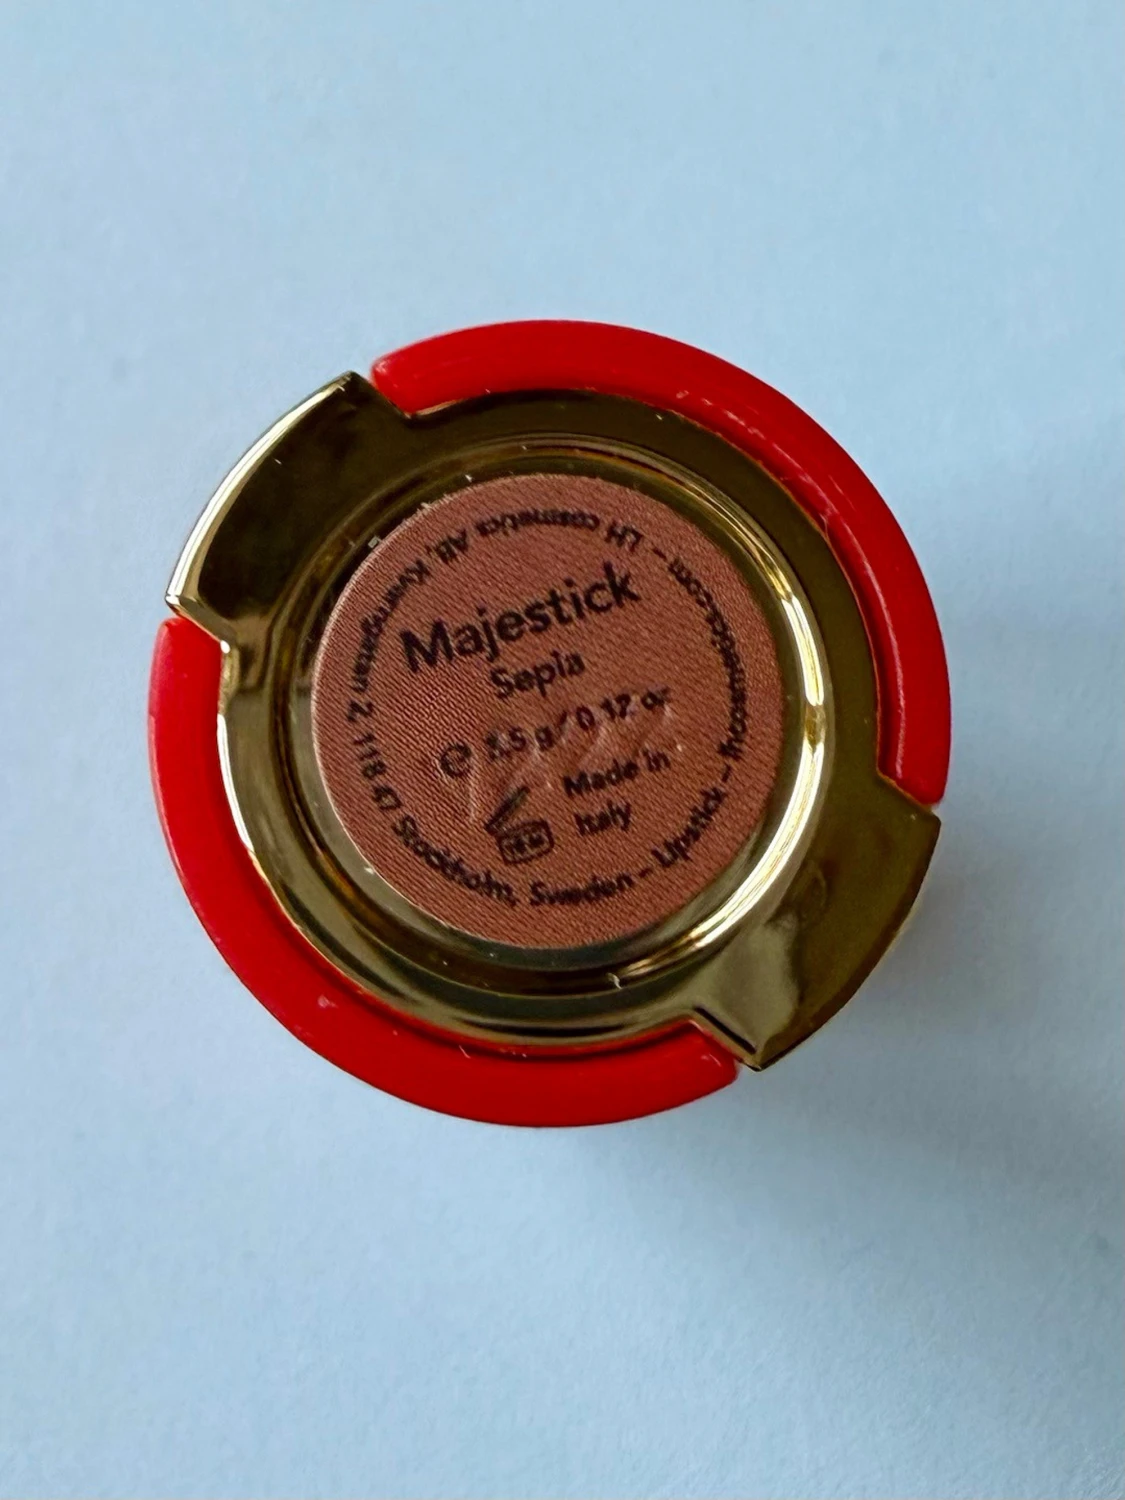 Majestick
Sepia
℮ 3.5 g / 0.12 oz
Made in
Italy
LH cosmetics AB, Kvarngatan 2, 118 47 Stockholm, Sweden – Lipstick – lhcosmetics.com –